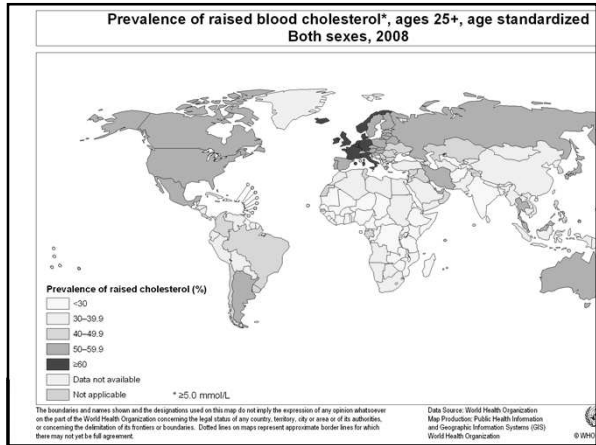 Prevalence of raised blood cholesterol*, ages 25+, age standardized
Both sexes, 2008
Prevalence of raised cholesterol (%)
<30
30–39.9
40–49.9
50–59.9
≥60
Data not available
Not applicable
* ≥5.0 mmol/L
The boundaries and names shown and the designations used on this map do not imply the expression of any opinion whatsoever
on the part of the World Health Organization concerning the legal status of any country, territory, city or area or of its authorities,
or concerning the delimitation of its frontiers or boundaries. Dotted lines on maps represent approximate border lines for which
there may not yet be full agreement.
Data Source: World Health Organization
Map Production: Public Health Information
and Geographic Information Systems (GIS)
World Health Organization
© WHO